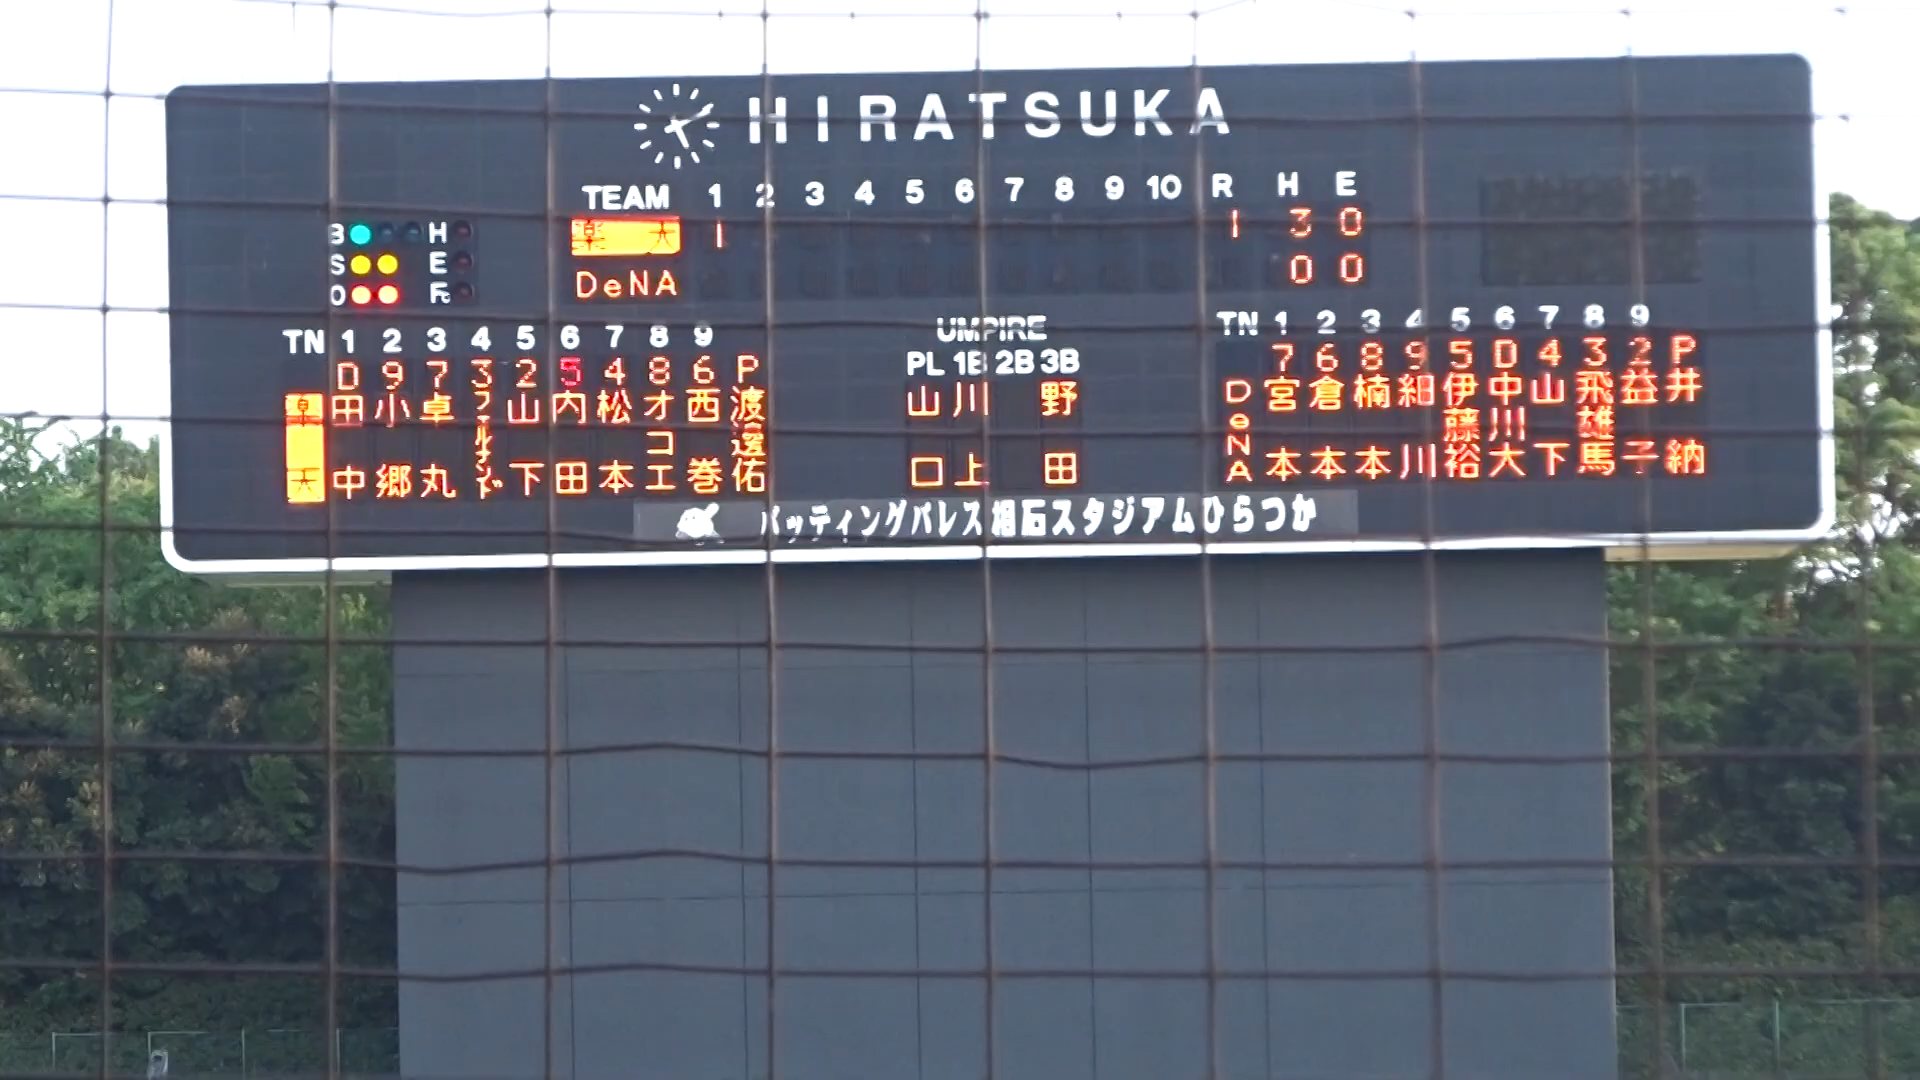 HIRATSUKA
TEAM 1 2 3 4 5 6 7 8 9 10 R H E
楽天 1 1 3 0
DeNA 0 0
B H
S E
O Fc
TN 1 2 3 4 5 6 7 8 9
D 9 7 3 2 5 4 8 6 P
楽天 田中 小郷 卓丸 フェルナンド 山下 内田 松本 オコエ 西巻 渡邊佑
UMPIRE
PL 1B 2B 3B
山口 川上 野田
TN 1 2 3 4 5 6 7 8 9
7 6 8 9 5 D 4 3 2 P
DeNA 宮本 倉本 楠本 細川 伊藤裕 中川大 山下 飛雄馬 益子 井納
バッティングパレス相石スタジアムひらつか